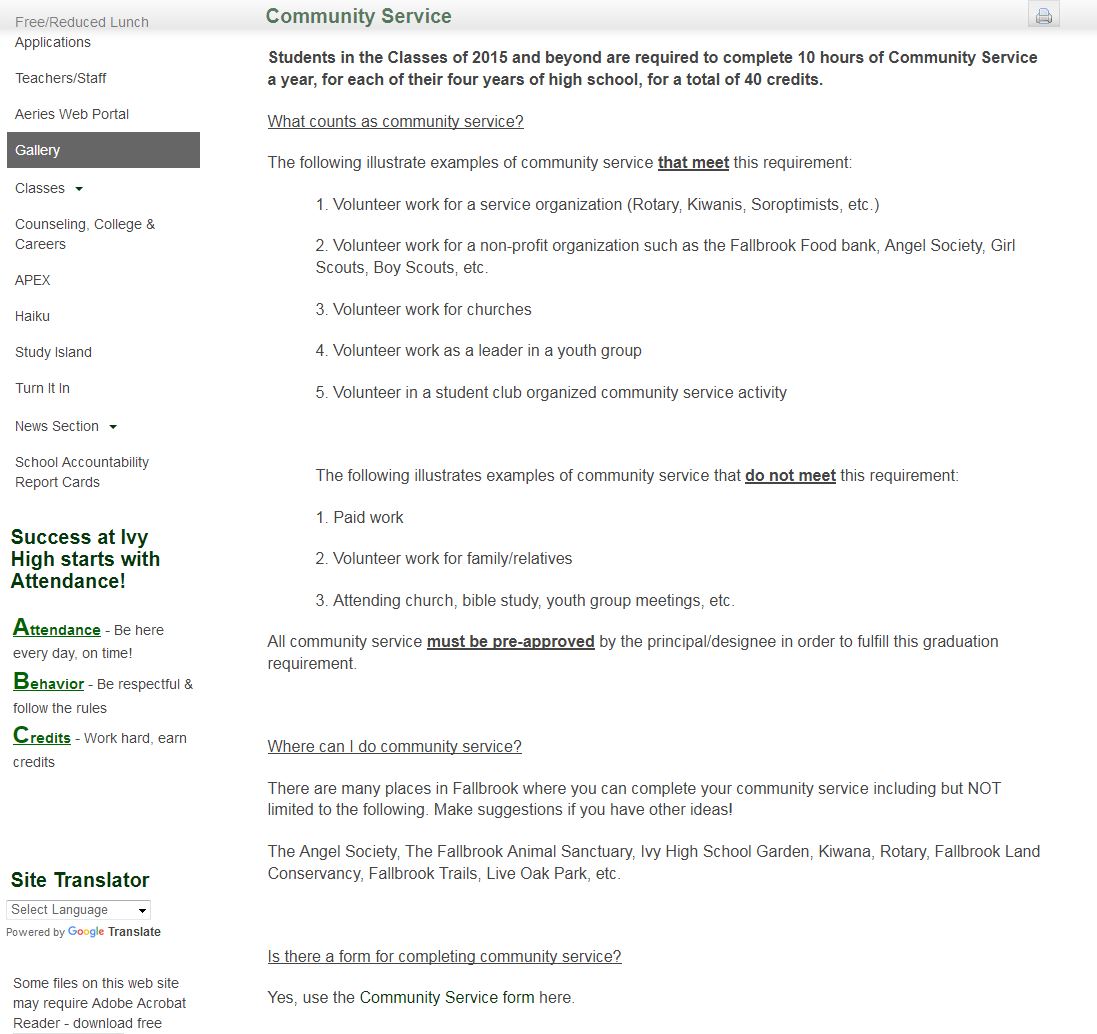 Free/Reduced Lunch
Applications
Teachers/Staff
Aeries Web Portal
Gallery
Classes
Counseling, College &
Careers
APEX
Haiku
Study Island
Turn It In
News Section
School Accountability
Report Cards
Success at Ivy
High starts with
Attendance!
Attendance - Be here
every day, on time!
Behavior - Be respectful &
follow the rules
Credits - Work hard, earn
credits
Site Translator
Select Language
Powered by Google Translate
Some files on this web site
may require Adobe Acrobat
Reader - download free
Community Service
Students in the Classes of 2015 and beyond are required to complete 10 hours of Community Service
a year, for each of their four years of high school, for a total of 40 credits.
What counts as community service?
The following illustrate examples of community service that meet this requirement:
1. Volunteer work for a service organization (Rotary, Kiwanis, Soroptimists, etc.)
2. Volunteer work for a non-profit organization such as the Fallbrook Food bank, Angel Society, Girl
Scouts, Boy Scouts, etc.
3. Volunteer work for churches
4. Volunteer work as a leader in a youth group
5. Volunteer in a student club organized community service activity
The following illustrates examples of community service that do not meet this requirement:
1. Paid work
2. Volunteer work for family/relatives
3. Attending church, bible study, youth group meetings, etc.
All community service must be pre-approved by the principal/designee in order to fulfill this graduation
requirement.
Where can I do community service?
There are many places in Fallbrook where you can complete your community service including but NOT
limited to the following. Make suggestions if you have other ideas!
The Angel Society, The Fallbrook Animal Sanctuary, Ivy High School Garden, Kiwana, Rotary, Fallbrook Land
Conservancy, Fallbrook Trails, Live Oak Park, etc.
Is there a form for completing community service?
Yes, use the Community Service form here.